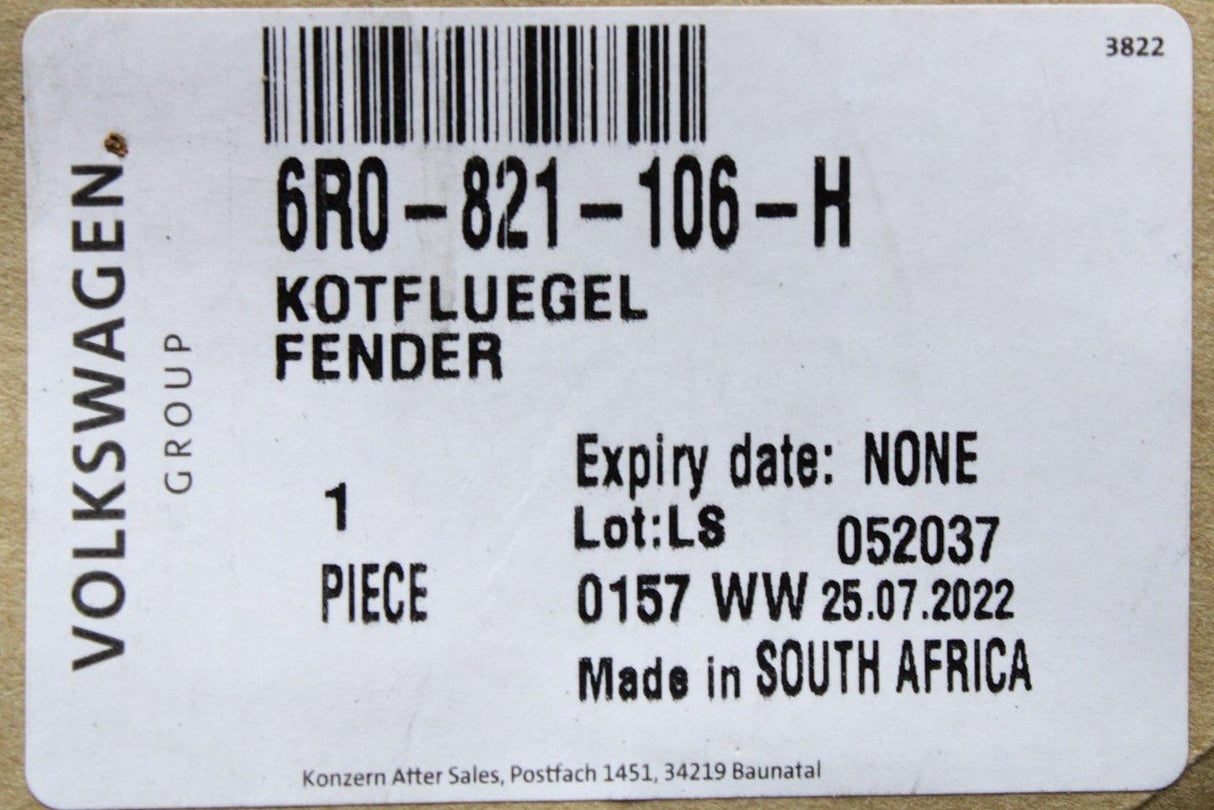 3822
6R0-821-106-H
KOTFLUEGEL
FENDER
VOLKSWAGEN.
GROUP
1
PIECE
Expiry date: NONE
Lot:LS 052037
0157 WW 25.07.2022
Made in SOUTH AFRICA
Konzern After Sales, Postfach 1451, 34219 Baunatal